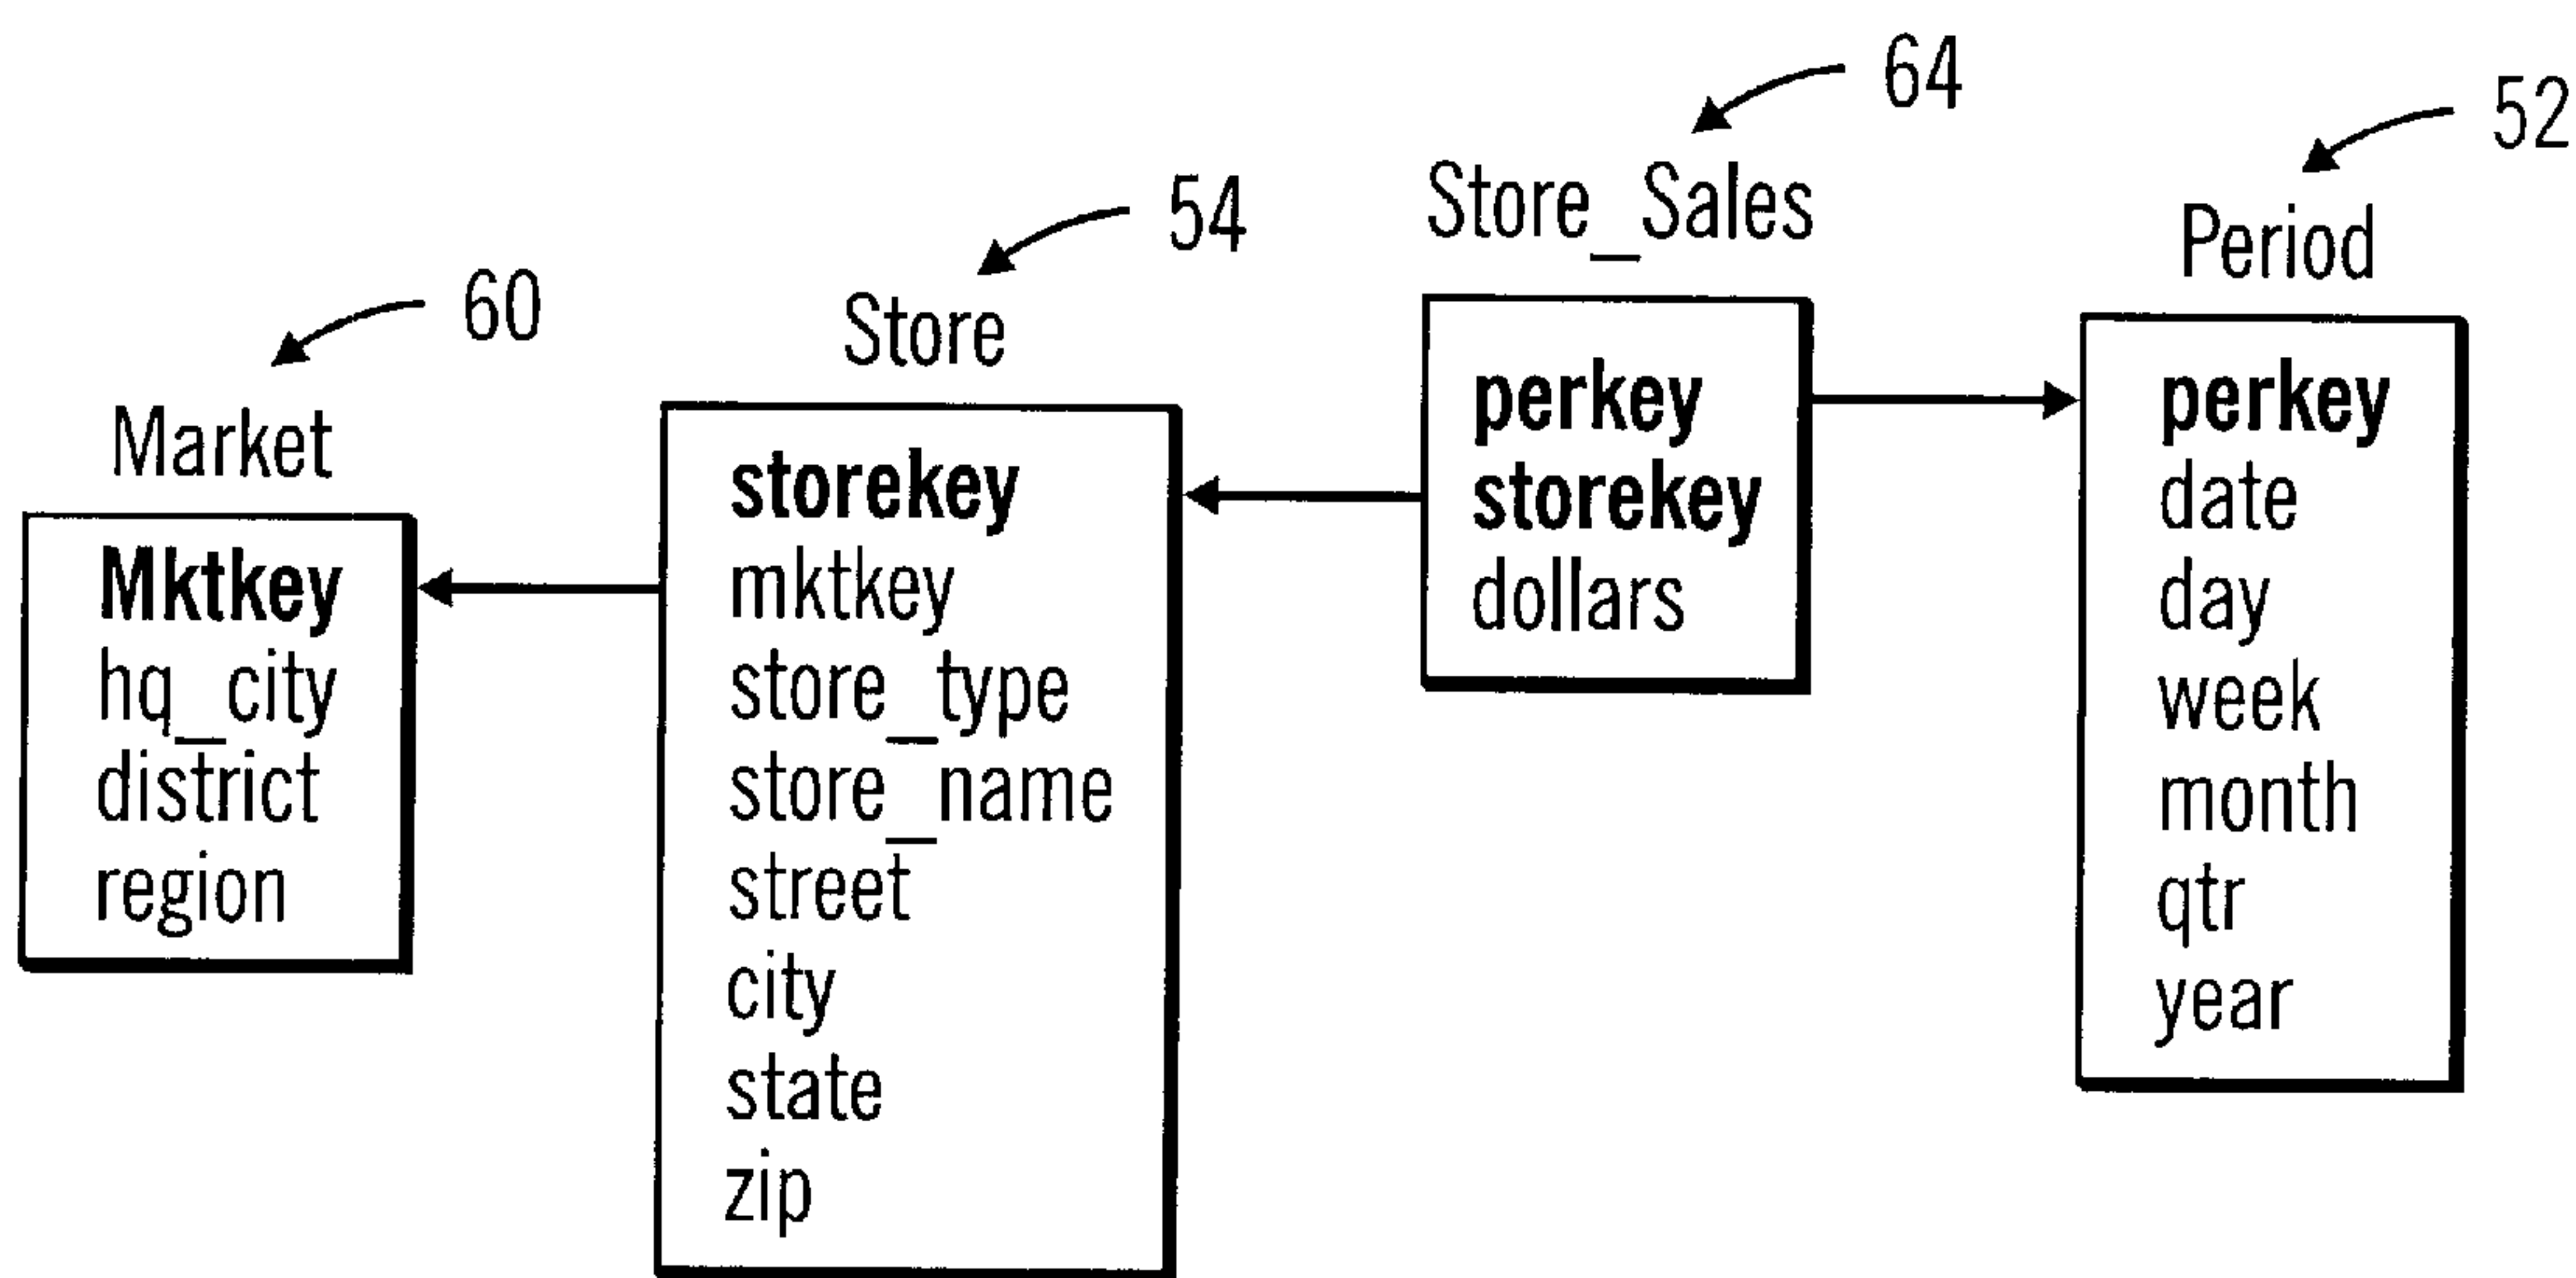 60
Market
Mktkey
hq_city
district
region
54
Store
storekey
mktkey
store_type
store_name
street
city
state
zip
64
Store_Sales
perkey
storekey
dollars
52
Period
perkey
date
day
week
month
qtr
year